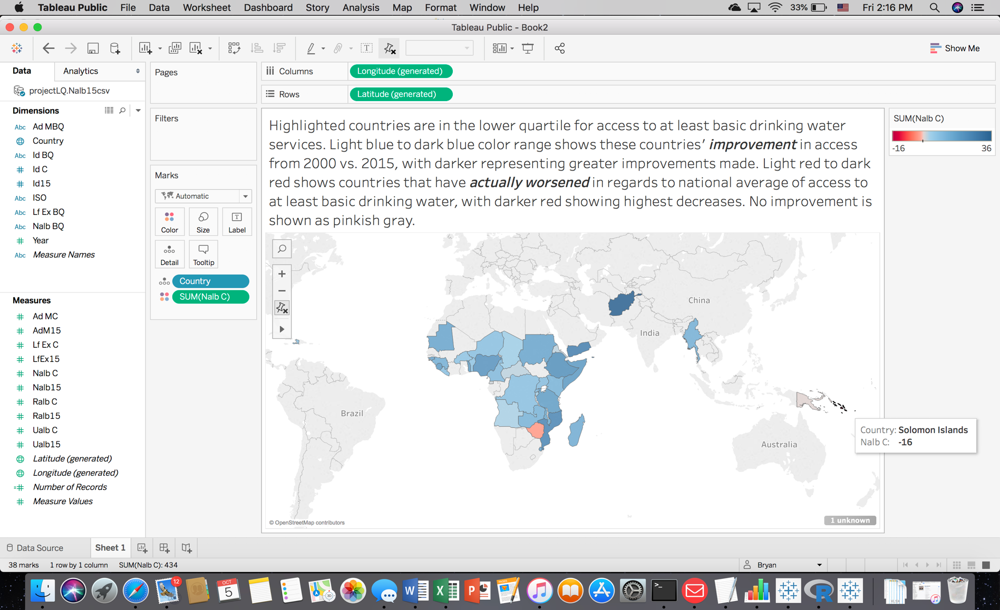 Tableau Public File Data Worksheet Dashboard Story Analysis Map Format Window Help 33% Fri 2:16 PM
Tableau Public - Book2
Show Me
Data Analytics
projectLQ.Nalb15csv
Dimensions
Abc Ad MBQ
Country
Abc Id BQ
# Id C
# Id15
Abc ISO
Abc Lf Ex BQ
Abc Nalb BQ
# Year
Abc Measure Names
Measures
# Ad MC
# AdM15
# Lf Ex C
# LfEx15
# Nalb C
# Nalb15
# Ralb C
# Ralb15
# Ualb C
# Ualb15
Latitude (generated)
Longitude (generated)
=# Number of Records
# Measure Values
Pages
Filters
Marks
Automatic
Color Size Label
Detail Tooltip
Country
SUM(Nalb C)
Columns Longitude (generated)
Rows Latitude (generated)
Highlighted countries are in the lower quartile for access to at least basic drinking water
services. Light blue to dark blue color range shows these countries' improvement in access
from 2000 vs. 2015, with darker representing greater improvements made. Light red to dark
red shows countries that have actually worsened in regards to national average of access to
at least basic drinking water, with darker red showing highest decreases. No improvement is
shown as pinkish gray.
China
India
Brazil
Australia
Country: Solomon Islands
Nalb C: -16
© OpenStreetMap contributors
1 unknown
SUM(Nalb C)
-16 36
Data Source Sheet 1
38 marks 1 row by 1 column SUM(Nalb C): 434 Bryan
12
OCT
5
3D
W
X
P
>_
R
XLSX